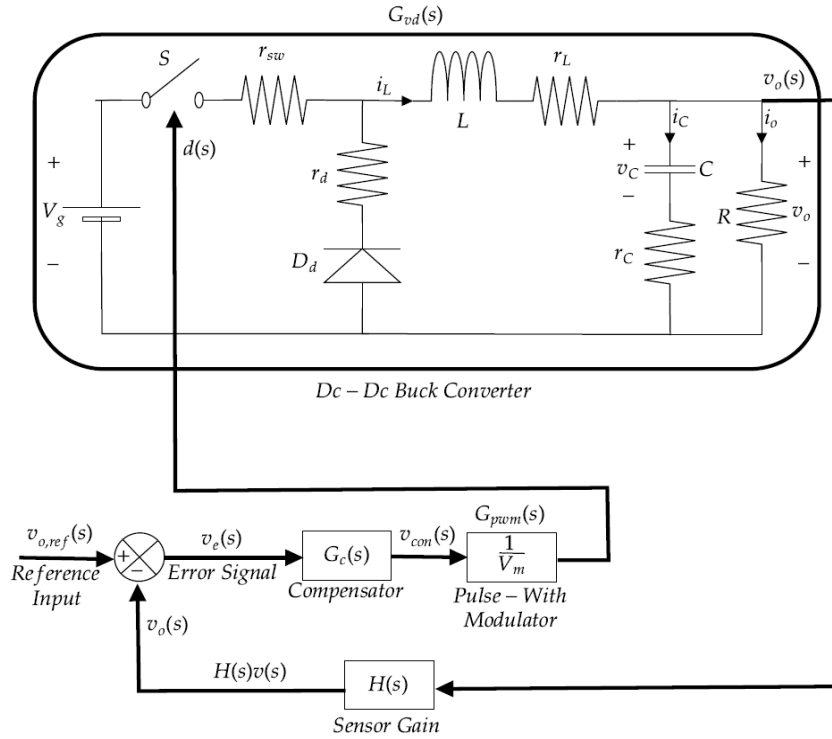 G_vd(s)
S
r_sw
i_L
r_L
v_o(s)
L
i_C
i_o
d(s)
+
r_d
+
v_C
C
+
V_g
−
R
v_o
−
D_d
r_C
−
Dc – Dc Buck Converter
v_o,ref(s)
v_e(s)
v_con(s)
G_pwm(s)
+
−
G_c(s)
1
V_m
Reference
Input
Error Signal
Compensator
Pulse – With
Modulator
v_o(s)
H(s)v(s)
H(s)
Sensor Gain